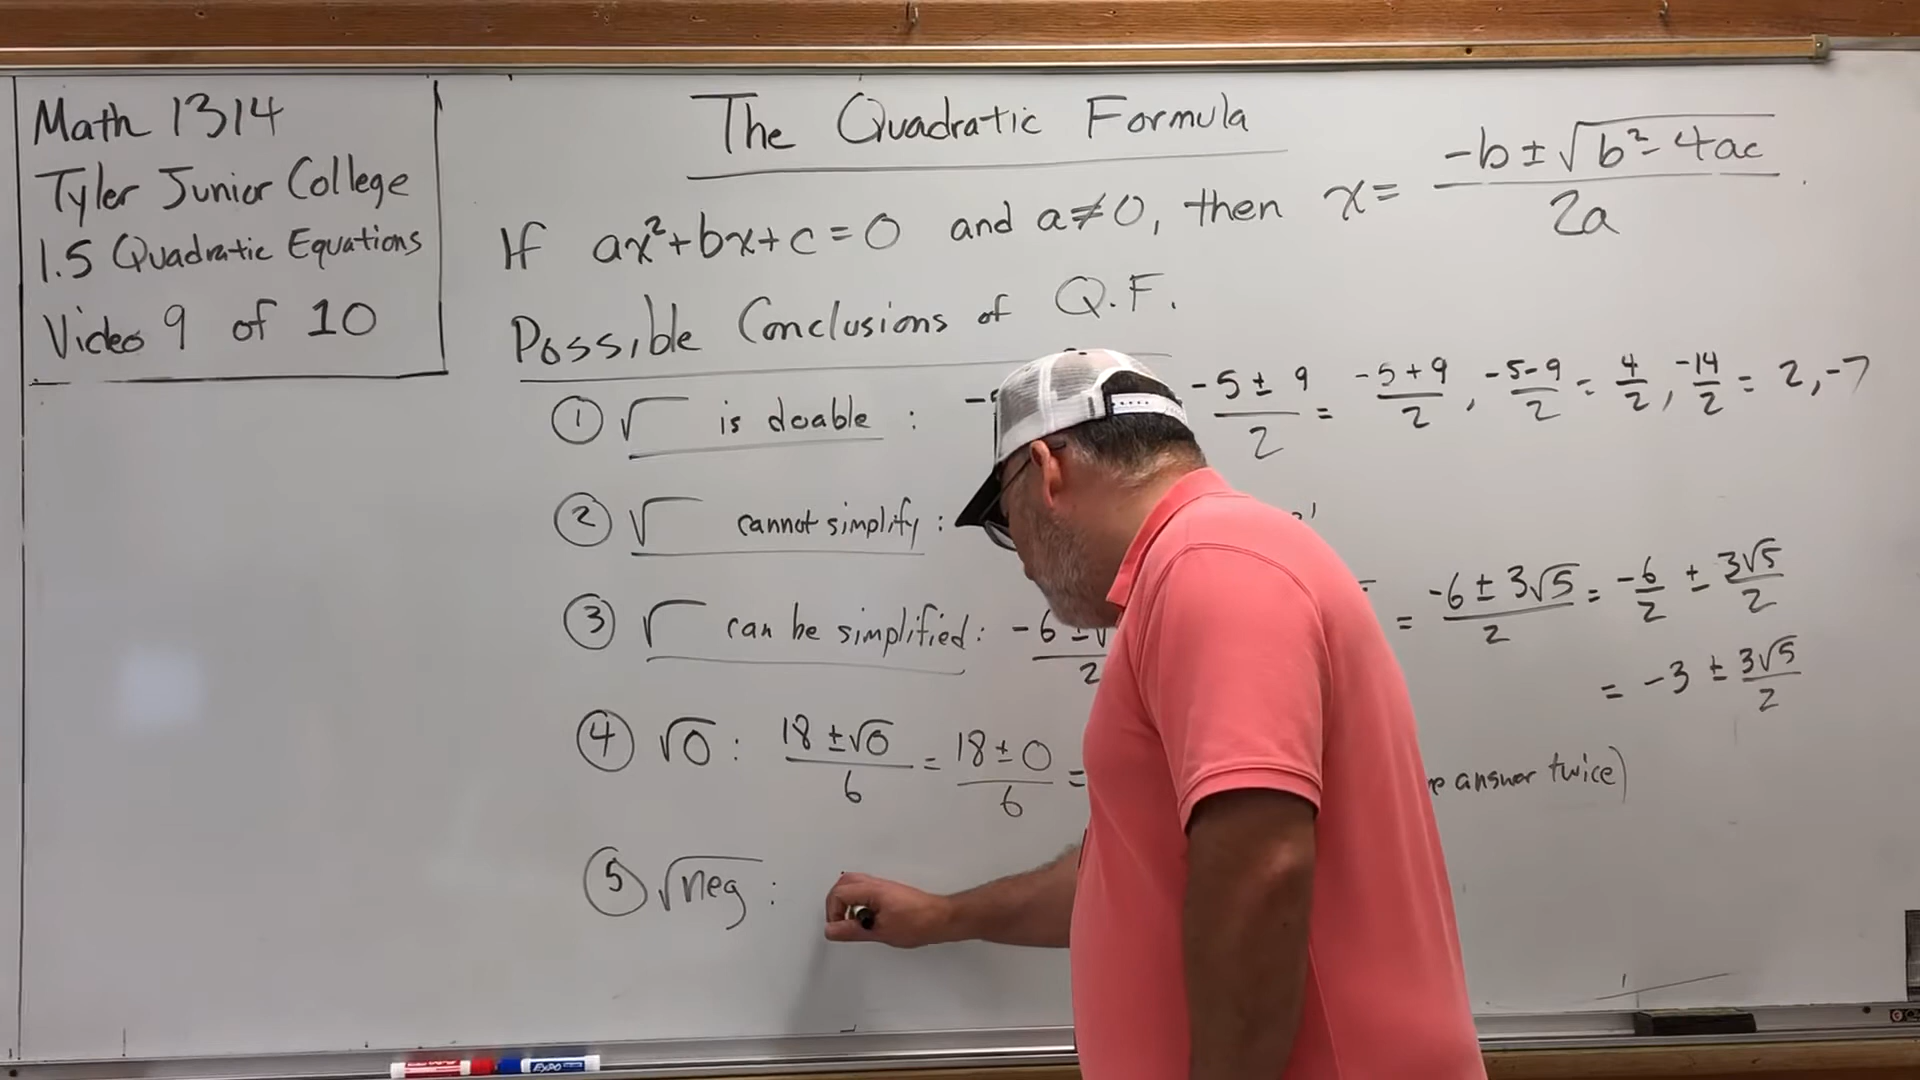 Math 1314
Tyler Junior College
1.5 Quadratic Equations
Video 9 of 10
The Quadratic Formula
If ax²+bx+c=0 and a≠0, then x= (-b±√(b²-4ac))/(2a).
Possible Conclusions of Q.F.
① √ is doable: (-5±9)/2 = (-5+9)/2, (-5-9)/2 = 4/2, -14/2 = 2,-7
② √ cannot simplify:
③ √ can be simplified: (-6±√)/2 = (-6±3√5)/2 = -6/2 ± 3√5/2
= -3 ± 3√5/2
④ √0: (18±√0)/6 = (18±0)/6 = answer twice)
⑤ √neg:
EXPO